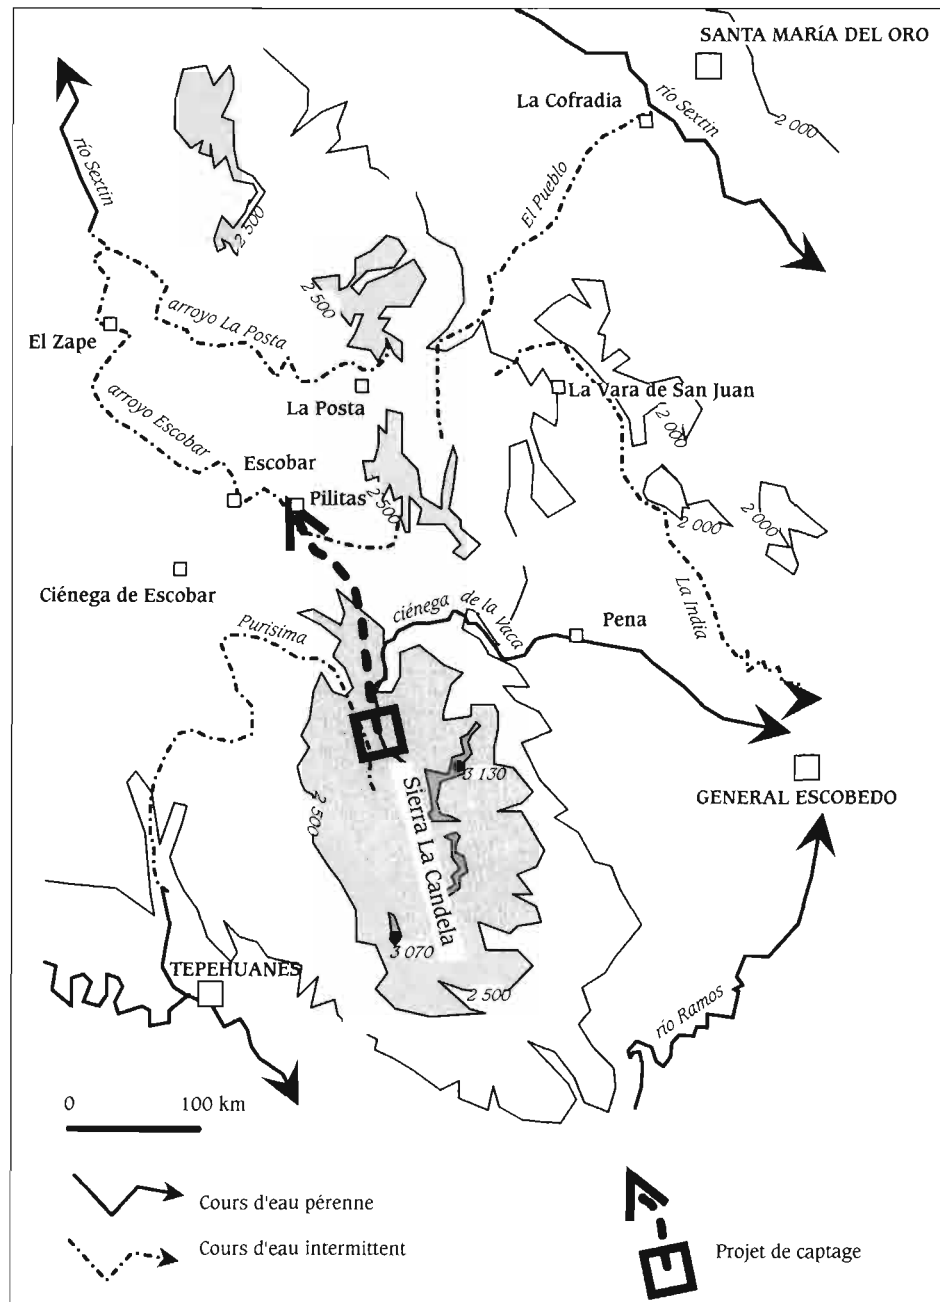 SANTA MARÍA DEL ORO
La Cofradia
río Sextin
2 000
río Sextin
El Pueblo
2 500
2 500
arroyo La Posta
El Zape
La Posta
La Vara de San Juan
2 000
arroyo Escobar
Escobar
Pilitas
2 500
2 000
2 000
Ciénega de Escobar
ciénega de la Vaca
La India
Pena
Purisima
3 130
2 500
GENERAL ESCOBEDO
Sierra La Candela
3 070
TEPEHUANES
2 500
río Ramos
0 100 km
Cours d'eau pérenne
Cours d'eau intermittent
Projet de captage